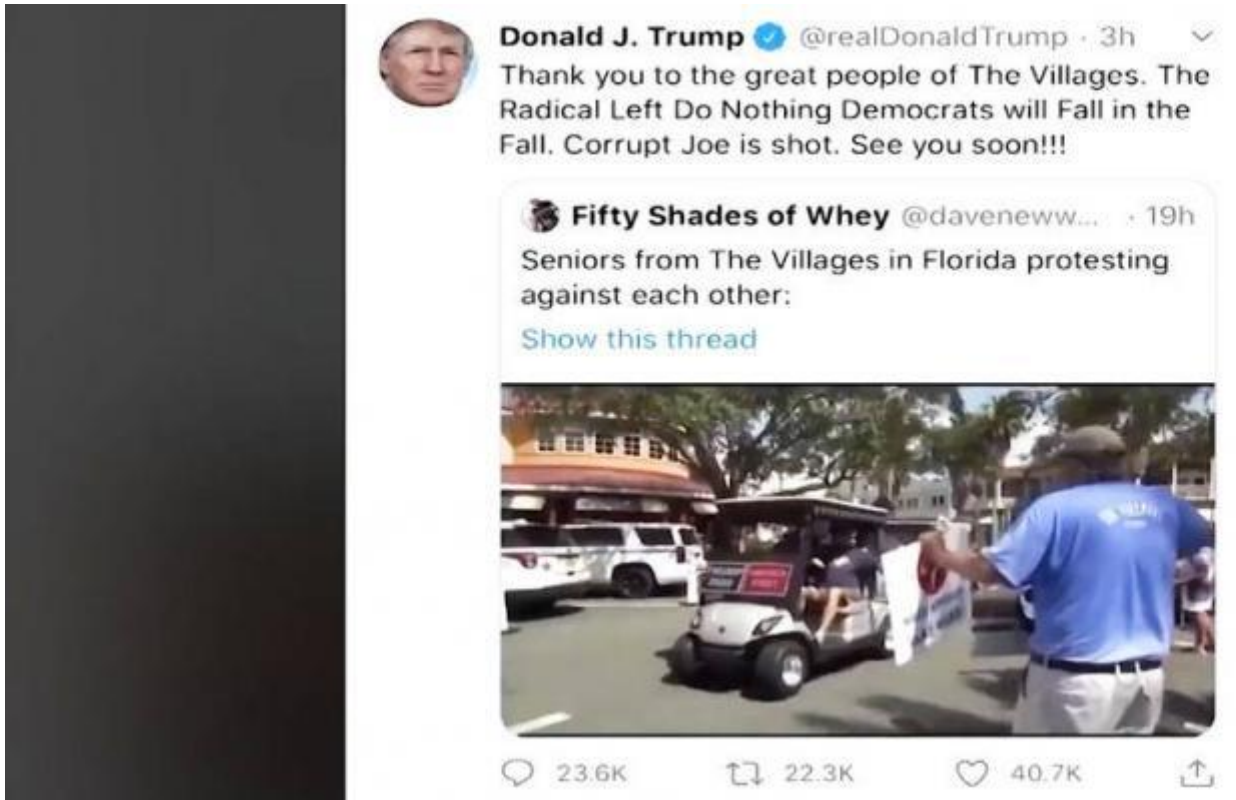 Donald J. Trump @realDonaldTrump · 3h
Thank you to the great people of The Villages. The
Radical Left Do Nothing Democrats will Fall in the
Fall. Corrupt Joe is shot. See you soon!!!
Fifty Shades of Whey @daveneww... · 19h
Seniors from The Villages in Florida protesting
against each other:
Show this thread
23.6K 22.3K 40.7K